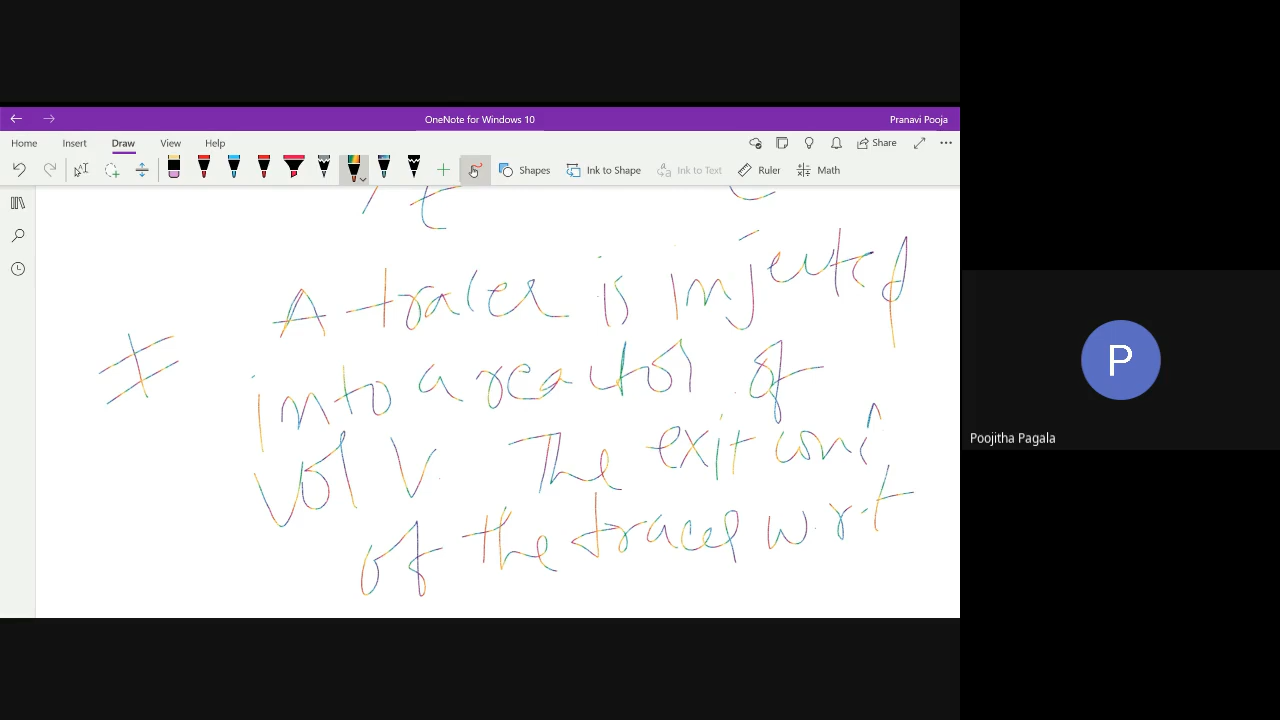 OneNote for Windows 10
Pranavi Pooja
Home Insert Draw View Help
Share
Shapes Ink to Shape Ink to Text Ruler Math
A tracer is injected
# into a reactor of
vol V. The exit conc
of the tracer w.r.t
P
Poojitha Pagala